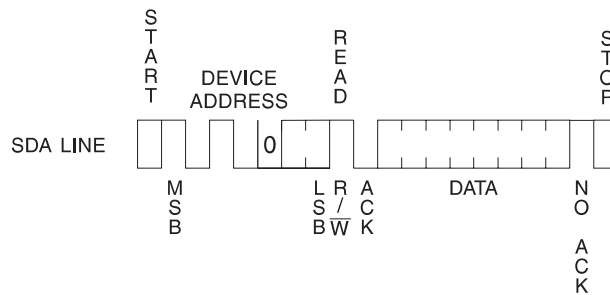 START
READ
STOP
DEVICE
ADDRESS
SDA LINE
0
MSB
LSB
R/W
ACK
DATA
NO ACK